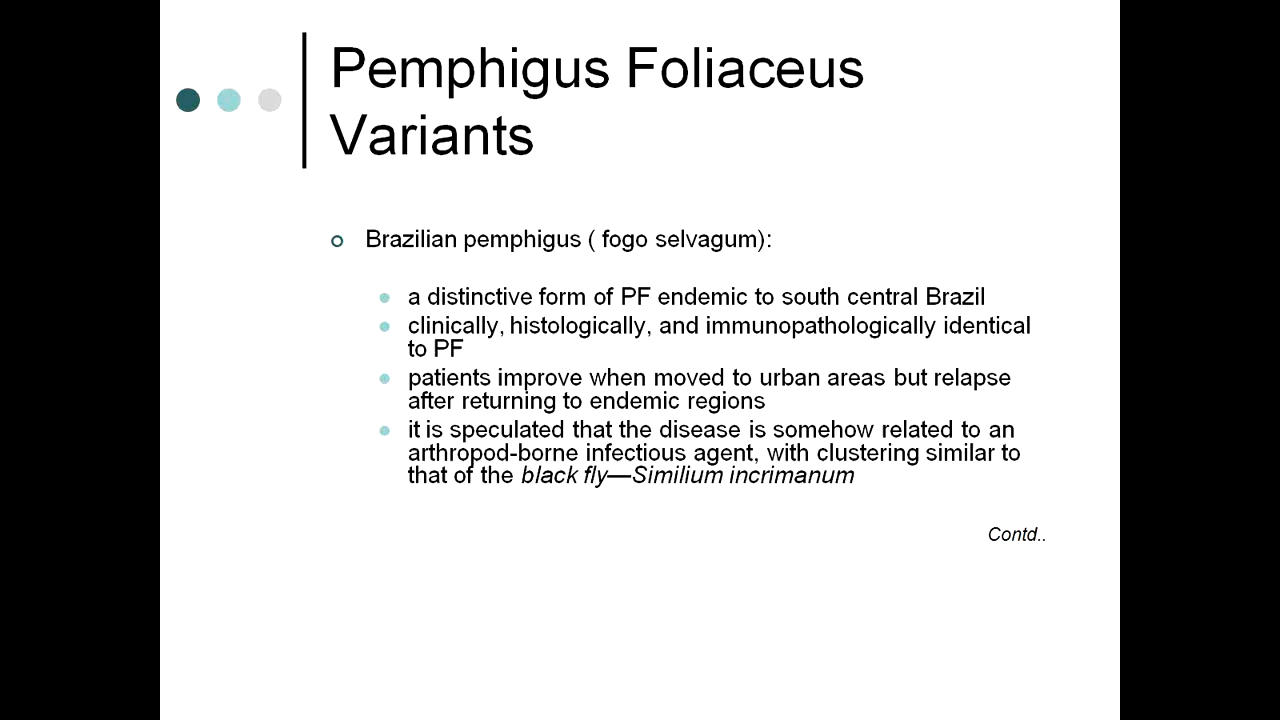 Pemphigus Foliaceus
Variants
Brazilian pemphigus ( fogo selvagum):
a distinctive form of PF endemic to south central Brazil
clinically, histologically, and immunopathologically identical
to PF
patients improve when moved to urban areas but relapse
after returning to endemic regions
it is speculated that the disease is somehow related to an
arthropod-borne infectious agent, with clustering similar to
that of the black fly—Similium incrimanum
Contd..